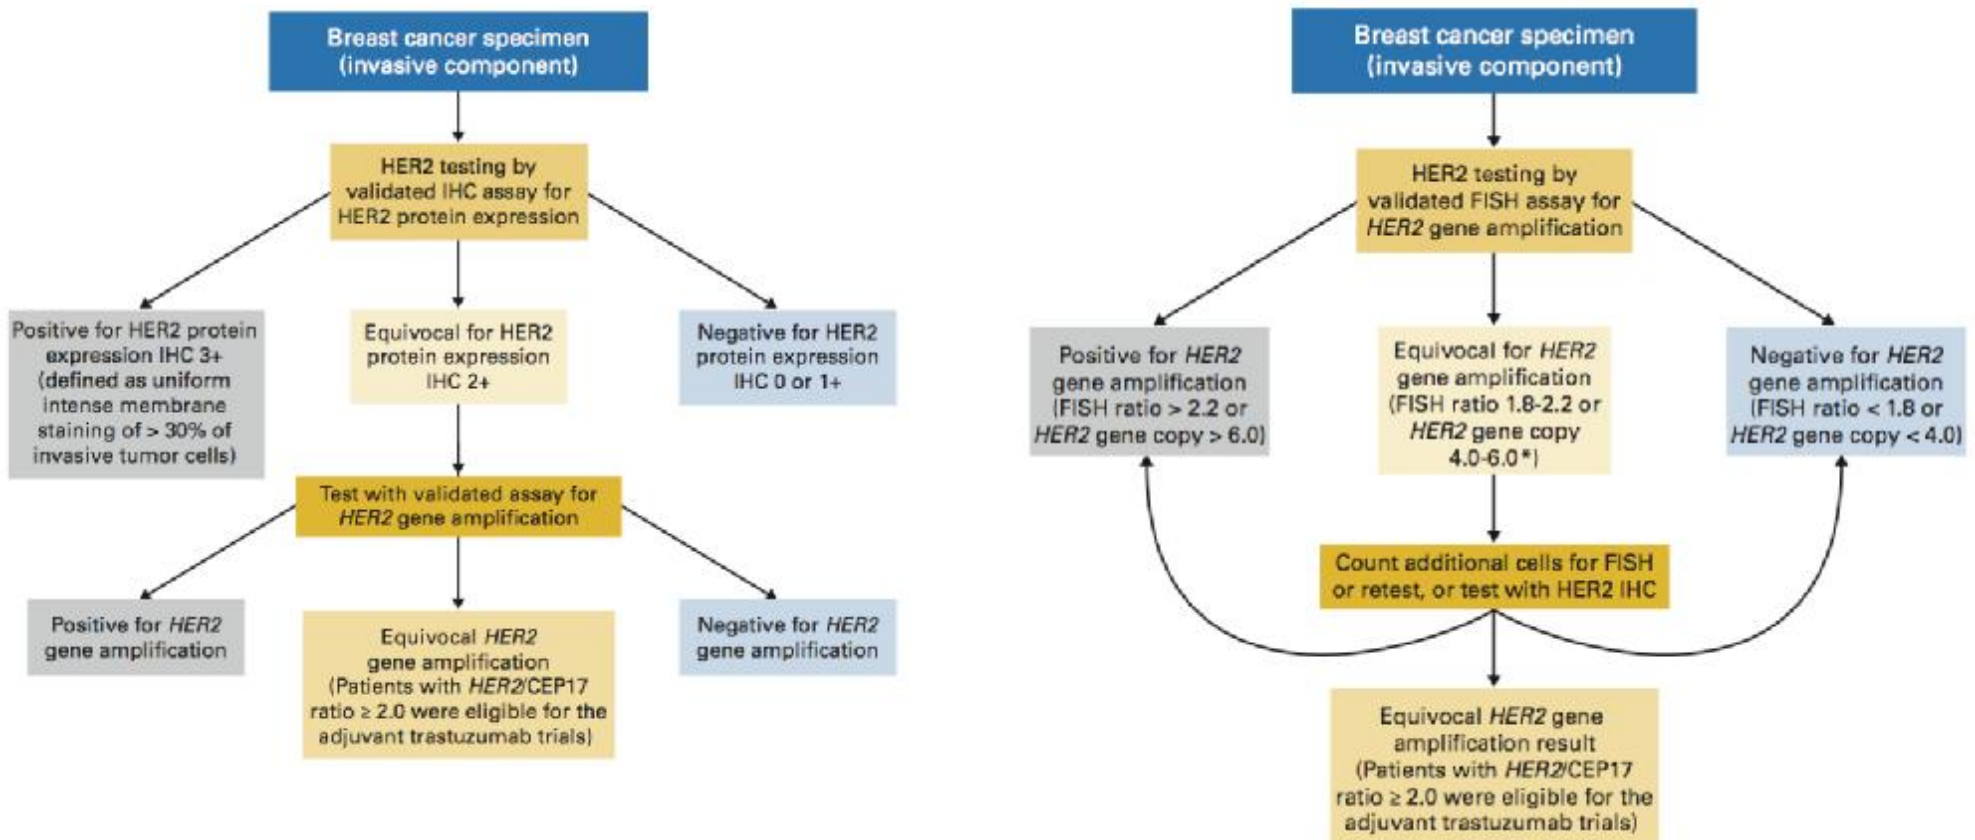 Breast cancer specimen
(invasive component)
HER2 testing by
validated IHC assay for
HER2 protein expression
Positive for HER2 protein
expression IHC 3+
(defined as uniform
intense membrane
staining of > 30% of
invasive tumor cells)
Equivocal for HER2
protein expression
IHC 2+
Negative for HER2
protein expression
IHC 0 or 1+
Test with validated assay for
HER2 gene amplification
Positive for HER2
gene amplification
Equivocal HER2
gene amplification
(Patients with HER2/CEP17
ratio ≥ 2.0 were eligible for the
adjuvant trastuzumab trials)
Negative for HER2
gene amplification
Breast cancer specimen
(invasive component)
HER2 testing by
validated FISH assay for
HER2 gene amplification
Positive for HER2
gene amplification
(FISH ratio > 2.2 or
HER2 gene copy > 6.0)
Equivocal for HER2
gene amplification
(FISH ratio 1.8-2.2 or
HER2 gene copy
4.0-6.0*)
Negative for HER2
gene amplification
(FISH ratio < 1.8 or
HER2 gene copy < 4.0)
Count additional cells for FISH
or retest, or test with HER2 IHC
Equivocal HER2 gene
amplification result
(Patients with HER2/CEP17
ratio ≥ 2.0 were eligible for the
adjuvant trastuzumab trials)